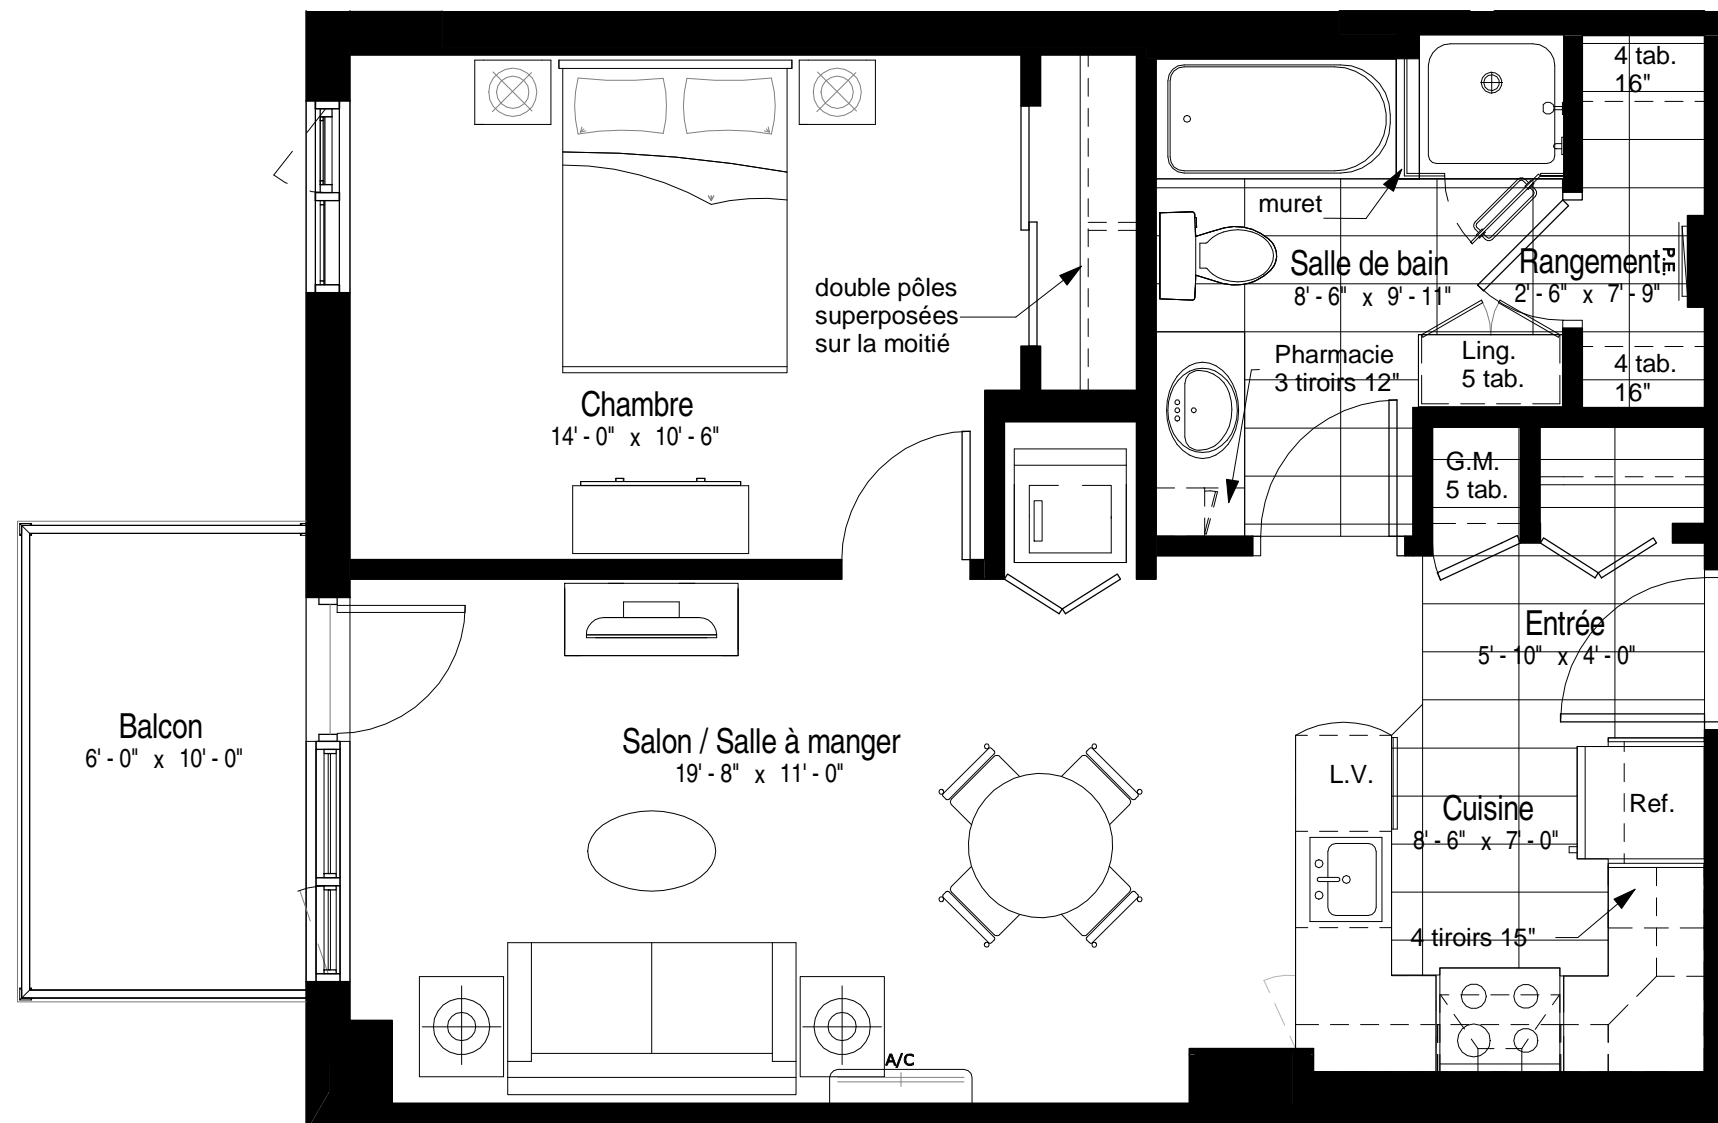 4 tab.
16"
muret
Salle de bain
8' - 6" x 9' - 11"
Rangement
2' - 6" x 7' - 9"
P.E.
double pôles
superposées
sur la moitié
Pharmacie
3 tiroirs 12"
Ling.
5 tab.
4 tab.
16"
Chambre
14' - 0" x 10' - 6"
G.M.
5 tab.
Entrée
5' - 10" x 4' - 0"
Balcon
6' - 0" x 10' - 0"
Salon / Salle à manger
19' - 8" x 11' - 0"
L.V.
Cuisine
8' - 6" x 7' - 0"
Ref.
4 tiroirs 15"
A/C